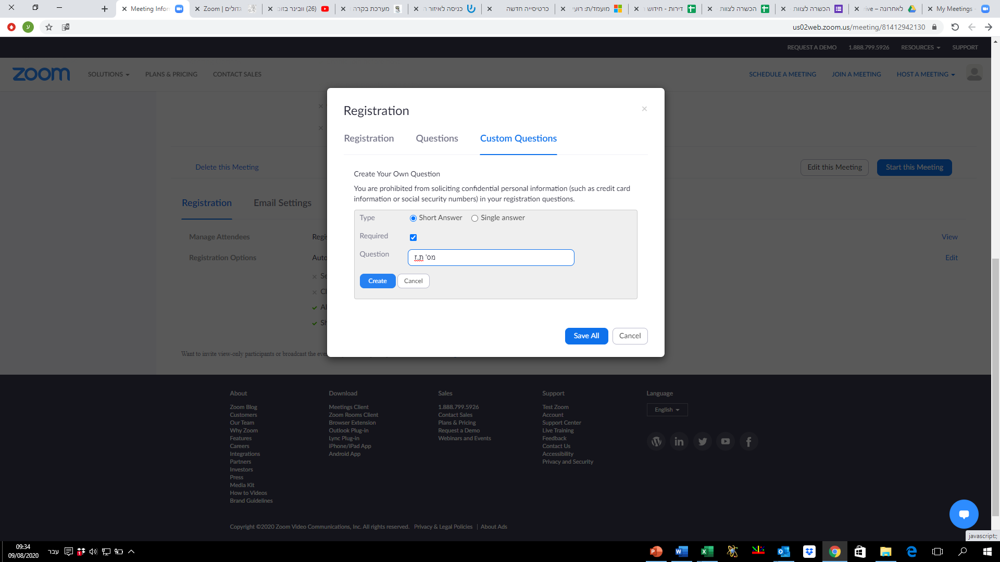 Meeting Infor
Zoom | גדולים
(26) וובינר בזום
מערכת בקרה
כניסה לאיזור
כרטיסייה חדשה
מועמד/ת: רועי
דירות - חידוש
הכשרה לצוות
הכשרה לצוות
לאחרונה – rive
My Meetings
ע
us02web.zoom.us/meeting/81412942130
REQUEST A DEMO 1.888.799.5926 RESOURCES SUPPORT
zoom SOLUTIONS PLANS & PRICING CONTACT SALES SCHEDULE A MEETING JOIN A MEETING HOST A MEETING
Registration
Registration Questions Custom Questions
Create Your Own Question
You are prohibited from soliciting confidential personal information (such as credit card
information or social security numbers) in your registration questions.
Type Short Answer Single answer
Required
Question מס' ת.ז
Create Cancel
Save All Cancel
Delete this Meeting Edit this Meeting Start this Meeting
Registration Email Settings
Manage Attendees Regis View
Registration Options Auto Edit
Se
Cl
Al
Sh
Want to invite view-only participants or broadcast the eve
About
Zoom Blog
Customers
Our Team
Why Zoom
Features
Careers
Integrations
Partners
Investors
Press
Media Kit
How to Videos
Brand Guidelines
Download
Meetings Client
Zoom Rooms Client
Browser Extension
Outlook Plug-in
Lync Plug-in
iPhone/iPad App
Android App
Sales
1.888.799.5926
Contact Sales
Plans & Pricing
Request a Demo
Webinars and Events
Support
Test Zoom
Account
Support Center
Live Training
Feedback
Contact Us
Accessibility
Privacy and Security
Language
English
Copyright ©2020 Zoom Video Communications, Inc. All rights reserved. Privacy & Legal Policies | About Ads
javascript:;
09:34
09/08/2020
עבר